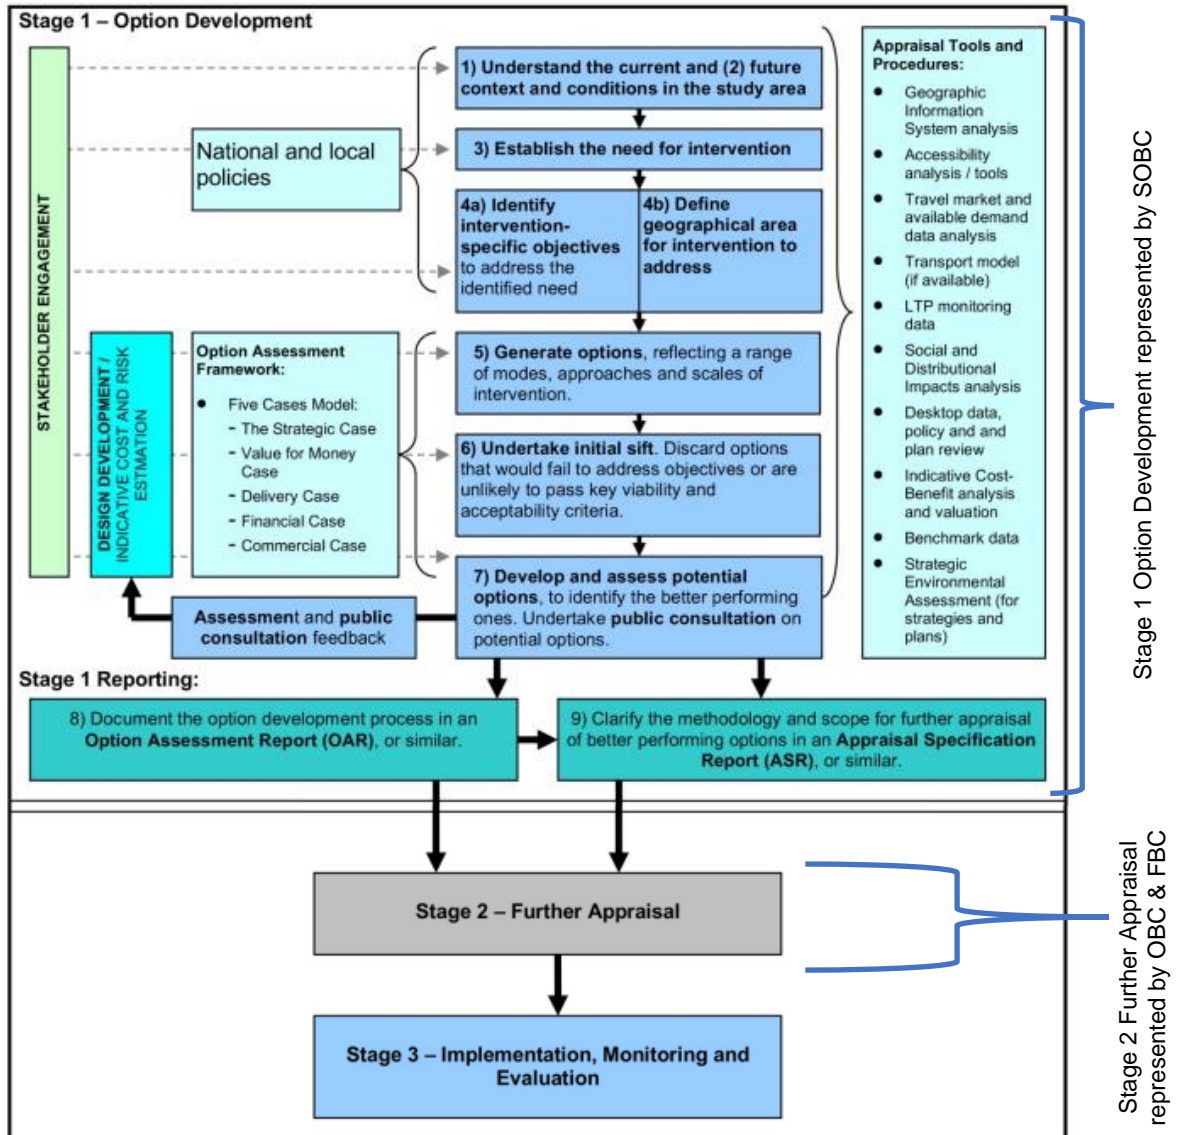 Stage 1 – Option Development
STAKEHOLDER ENGAGEMENT
National and local
policies
1) Understand the current and (2) future
context and conditions in the study area
3) Establish the need for intervention
4a) Identify
intervention-
specific objectives
to address the
identified need
4b) Define
geographical area
for intervention to
address
DESIGN DEVELOPMENT /
INDICATIVE COST AND RISK
ESTMATION
Option Assessment
Framework:
● Five Cases Model:
- The Strategic Case
- Value for Money
Case
- Delivery Case
- Financial Case
- Commercial Case
5) Generate options, reflecting a range
of modes, approaches and scales of
intervention.
6) Undertake initial sift. Discard options
that would fail to address objectives or are
unlikely to pass key viability and
acceptability criteria.
7) Develop and assess potential
options, to identify the better performing
ones. Undertake public consultation on
potential options.
Assessment and public
consultation feedback
Appraisal Tools and
Procedures:
● Geographic
Information
System analysis
● Accessibility
analysis / tools
● Travel market and
available demand
data analysis
● Transport model
(if available)
● LTP monitoring
data
● Social and
Distributional
Impacts analysis
● Desktop data,
policy and and
plan review
● Indicative Cost-
Benefit analysis
and valuation
● Benchmark data
● Strategic
Environmental
Assessment (for
strategies and
plans)
Stage 1 Reporting:
8) Document the option development process in an
Option Assessment Report (OAR), or similar.
9) Clarify the methodology and scope for further appraisal
of better performing options in an Appraisal Specification
Report (ASR), or similar.
Stage 2 – Further Appraisal
Stage 3 – Implementation, Monitoring and
Evaluation
Stage 1 Option Development represented by SOBC
Stage 2 Further Appraisal
represented by OBC & FBC